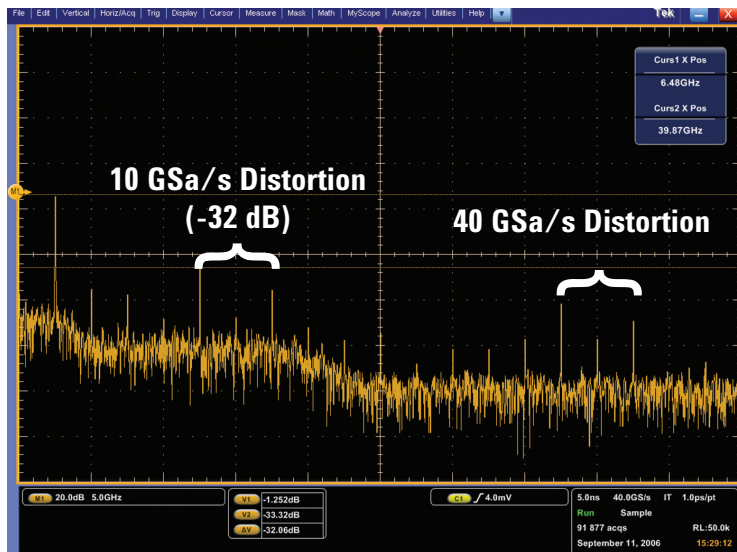 File | Edit | Vertical | Horiz/Acq | Trig | Display | Cursor | Measure | Mask | Math | MyScope | Analyze | Utilities | Help
Tek
X
Curs1 X Pos
6.48GHz
Curs2 X Pos
39.87GHz
M1
10 GSa/s Distortion
(-32 dB)
40 GSa/s Distortion
M1 20.0dB 5.0GHz
V1 -1.252dB
V2 -33.32dB
ΔV -32.06dB
C1 4.0mV
5.0ns 40.0GS/s IT 1.0ps/pt
Run Sample
91 877 acqs RL:50.0k
September 11, 2006 15:29:12